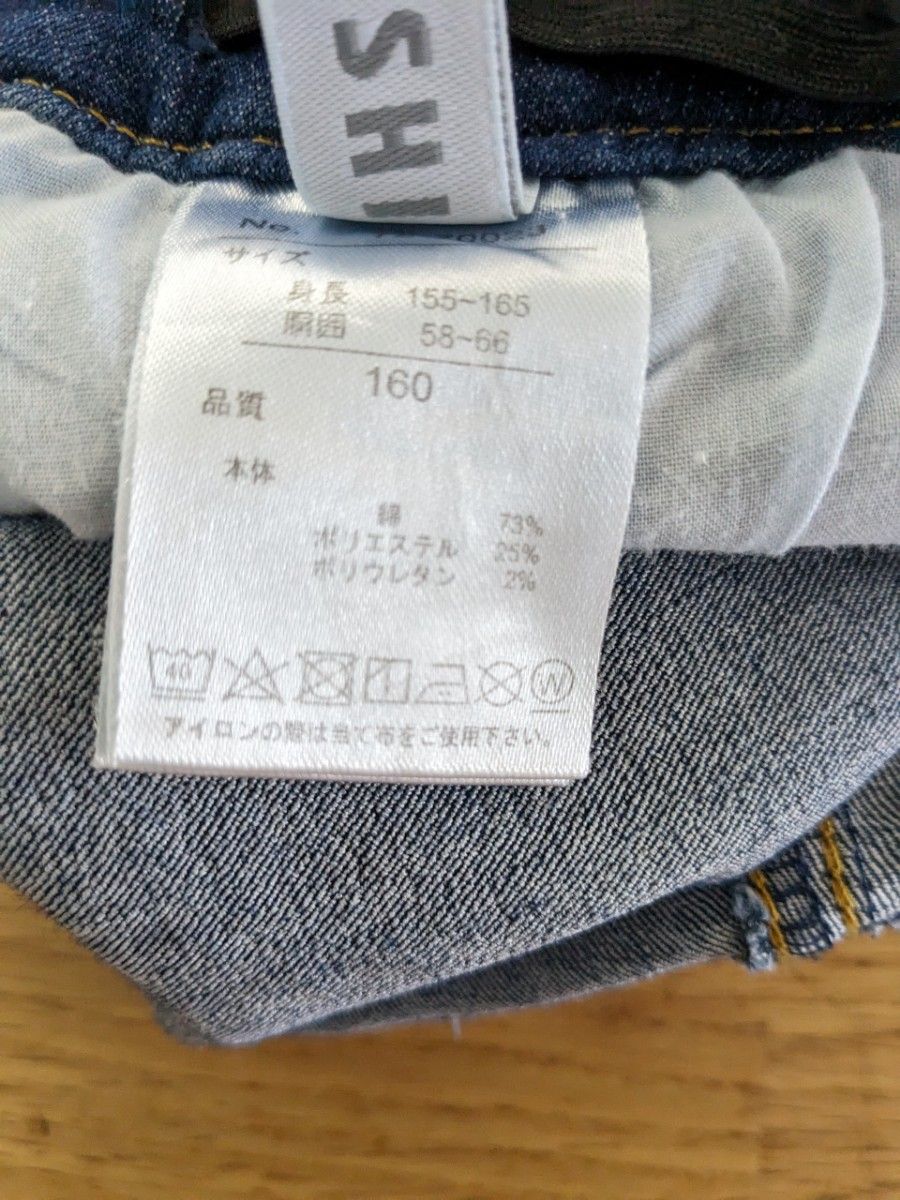 SHI
No.
サイズ
身長 155~165
胴囲 58~66
160
品質
本体
綿 73%
ポリエステル 25%
ポリウレタン 2%
40 W
アイロンの際は当て布をご使用下さい。